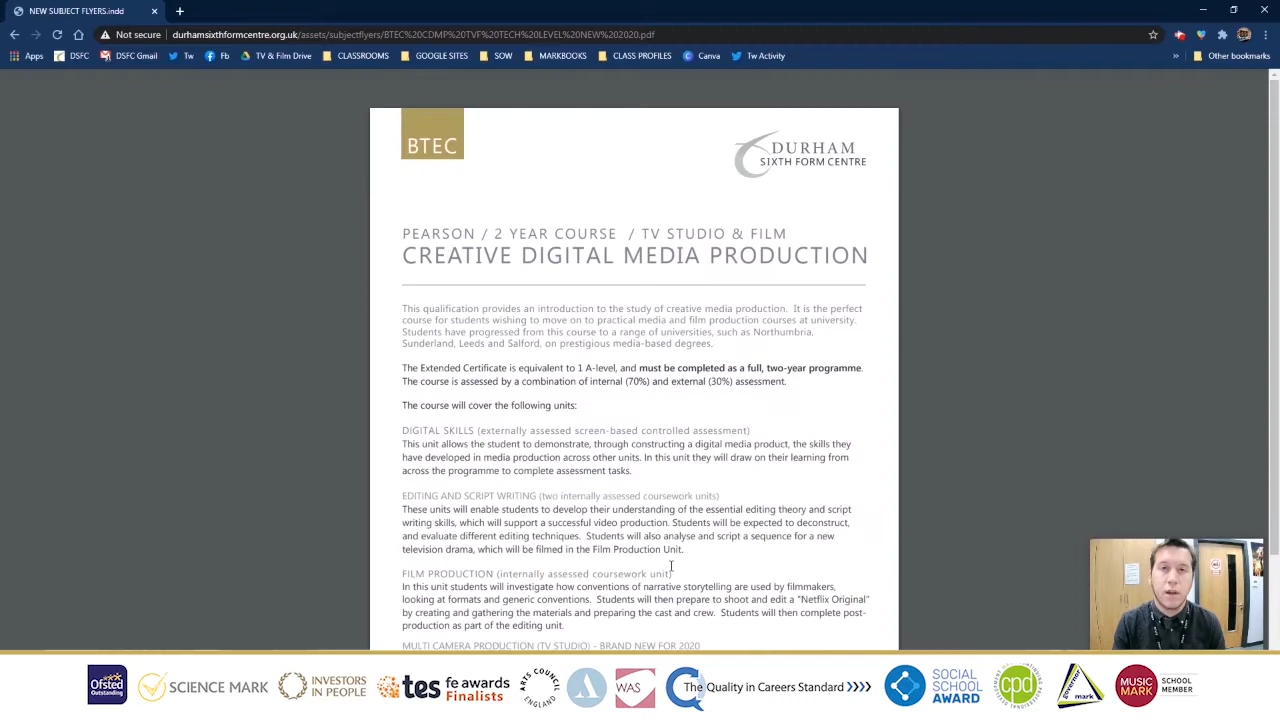 NEW SUBJECT FLYERS.indd
Not secure
durhamsixthformcentre.org.uk/assets/subjectflyers/BTEC%20CDMP%20TVF%20TECH%20LEVEL%20NEW%202020.pdf
Apps DSFC DSFC Gmail Tw Fb TV & Film Drive CLASSROOMS GOOGLE SITES SOW MARKBOOKS CLASS PROFILES Canva Tw Activity » Other bookmarks
BTEC
DURHAM
SIXTH FORM CENTRE
PEARSON / 2 YEAR COURSE / TV STUDIO & FILM
CREATIVE DIGITAL MEDIA PRODUCTION
This qualification provides an introduction to the study of creative media production. It is the perfect
course for students wishing to move on to practical media and film production courses at university.
Students have progressed from this course to a range of universities, such as Northumbria,
Sunderland, Leeds and Salford, on prestigious media-based degrees.
The Extended Certificate is equivalent to 1 A-level, and must be completed as a full, two-year programme.
The course is assessed by a combination of internal (70%) and external (30%) assessment.
The course will cover the following units:
DIGITAL SKILLS (externally assessed screen-based controlled assessment)
This unit allows the student to demonstrate, through constructing a digital media product, the skills they
have developed in media production across other units. In this unit they will draw on their learning from
across the programme to complete assessment tasks.
EDITING AND SCRIPT WRITING (two internally assessed coursework units)
These units will enable students to develop their understanding of the essential editing theory and script
writing skills, which will support a successful video production. Students will be expected to deconstruct,
and evaluate different editing techniques. Students will also analyse and script a sequence for a new
television drama, which will be filmed in the Film Production Unit.
FILM PRODUCTION (internally assessed coursework unit)
In this unit students will investigate how conventions of narrative storytelling are used by filmmakers,
looking at formats and generic conventions. Students will then prepare to shoot and edit a "Netflix Original"
by creating and gathering the materials and preparing the cast and crew. Students will then complete post-
production as part of the editing unit.
MULTI CAMERA PRODUCTION (TV STUDIO) - BRAND NEW FOR 2020
Ofsted
Outstanding
SCIENCE MARK
INVESTORS
IN PEOPLE
tes fe awards
Finalists
ARTS COUNCIL
ENGLAND
WAS
The Quality in Careers Standard
SOCIAL
SCHOOL
AWARD
cpd
Governor
mark
MUSIC
MARK
SCHOOL
MEMBER